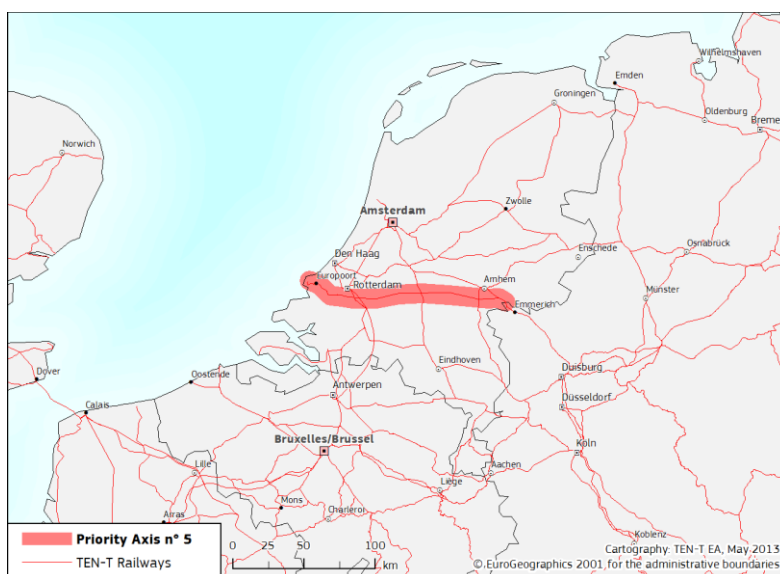 Wilhelmshaven
Emden
Groningen
Oldenburg
Breme
Norwich
Zwolle
Amsterdam
Osnabrück
Enschede
Den Haag
Europoort
Rotterdam
Arnhem
Münster
Emmerich
Eindhoven
Duisburg
Dover
Oostende
Antwerpen
Düsseldorf
Calais
Bruxelles/Brussel
Köln
Lille
Aachen
Liège
Mons
Charleroi
Arras
Koblenz
Priority Axis n° 5
TEN-T Railways
0 50 60 100
km
Cartography: TEN-T EA, May 2013
© EuroGeographics 2001 for the administrative boundaries